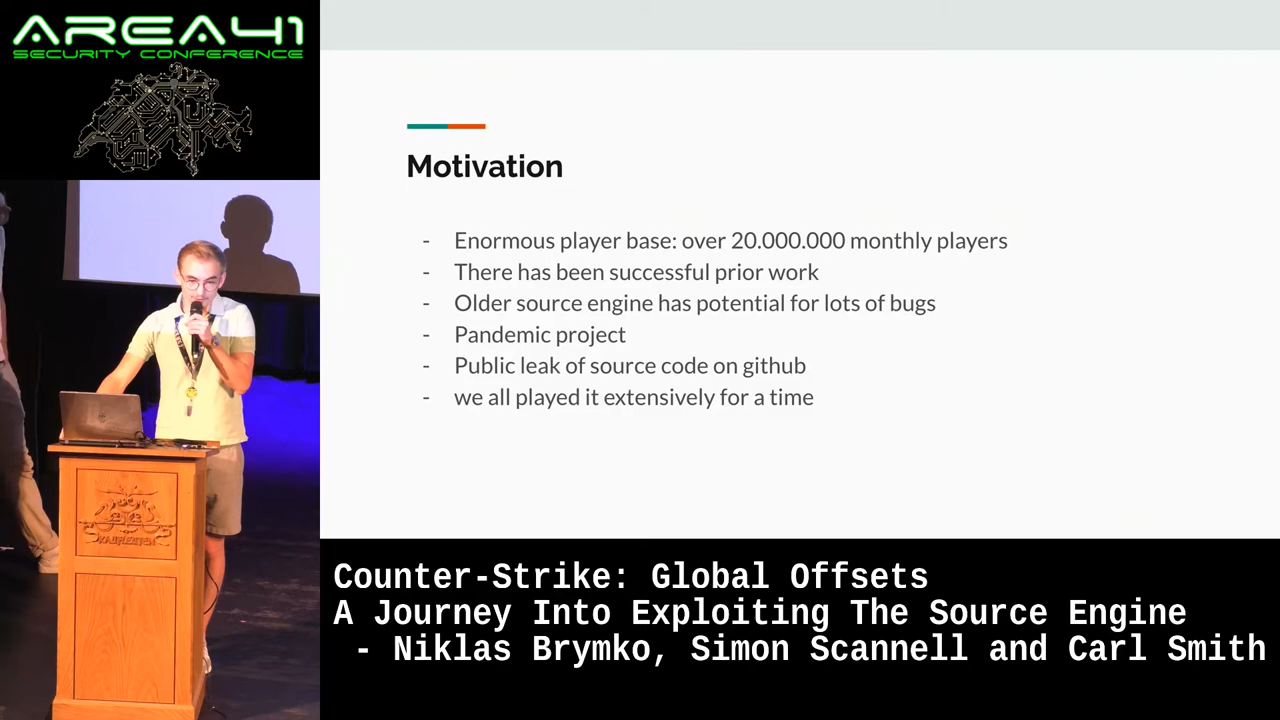 AREA41
SECURITY CONFERENCE
Motivation
- Enormous player base: over 20.000.000 monthly players
- There has been successful prior work
- Older source engine has potential for lots of bugs
- Pandemic project
- Public leak of source code on github
- we all played it extensively for a time
Counter-Strike: Global Offsets
A Journey Into Exploiting The Source Engine
- Niklas Brymko, Simon Scannell and Carl Smith